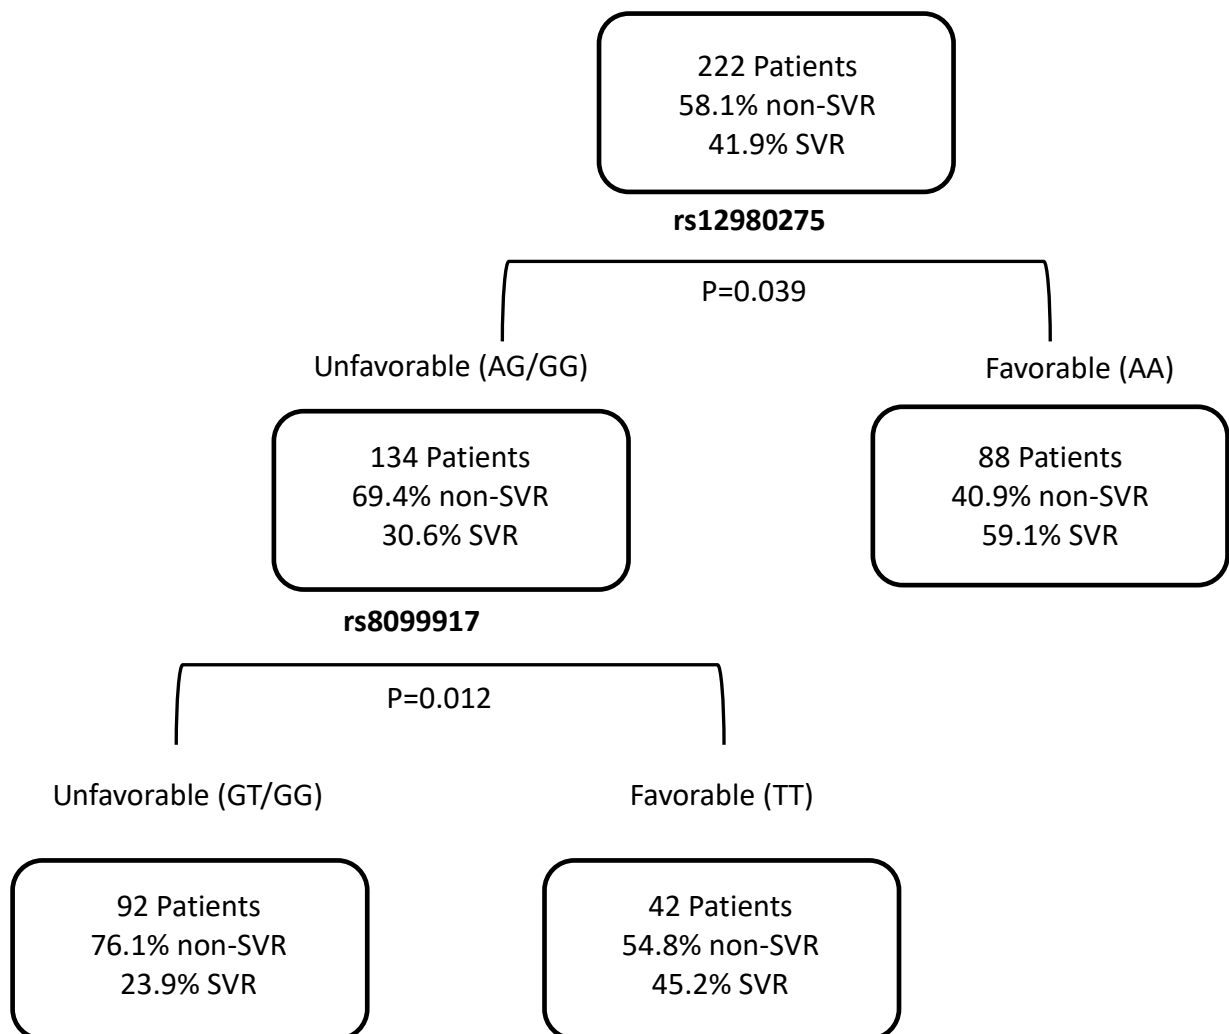 222 Patients
58.1% non-SVR
41.9% SVR
rs12980275
P=0.039
Unfavorable (AG/GG)
Favorable (AA)
134 Patients
69.4% non-SVR
30.6% SVR
88 Patients
40.9% non-SVR
59.1% SVR
rs8099917
P=0.012
Unfavorable (GT/GG)
Favorable (TT)
92 Patients
76.1% non-SVR
23.9% SVR
42 Patients
54.8% non-SVR
45.2% SVR